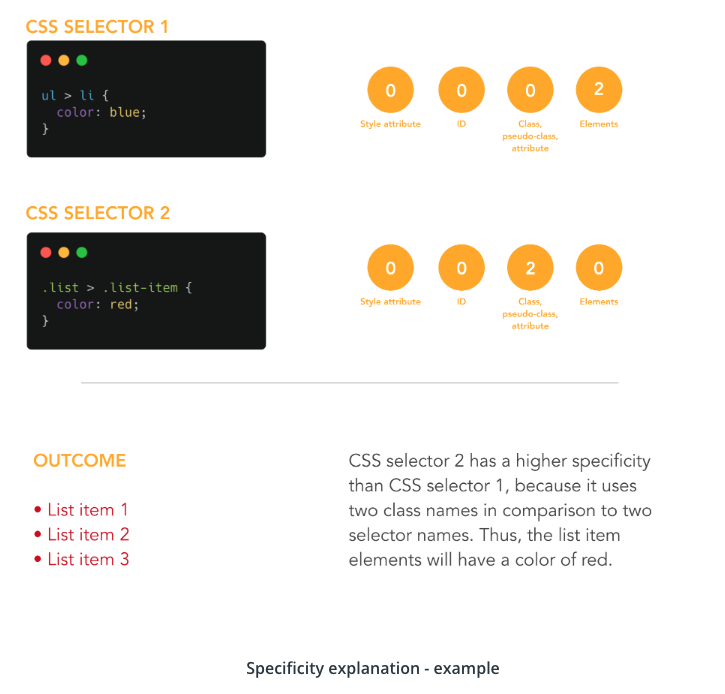 CSS SELECTOR 1
ul > li {
color: blue;
}
0 0 0 2
Style attribute ID Class, pseudo-class, attribute Elements
CSS SELECTOR 2
.list > .list-item {
color: red;
}
0 0 2 0
Style attribute ID Class, pseudo-class, attribute Elements
OUTCOME
• List item 1
• List item 2
• List item 3
CSS selector 2 has a higher specificity
than CSS selector 1, because it uses
two class names in comparison to two
selector names. Thus, the list item
elements will have a color of red.
Specificity explanation - example